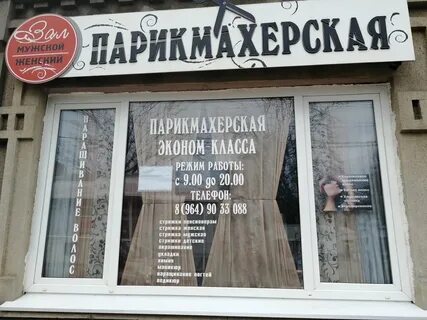 Зал
МУЖСКОЙ
ЖЕНСКИЙ
ПАРИКМАХЕРСКАЯ
НАРАЩИВАНИЕ ВОЛОС
ПАРИКМАХЕРСКАЯ
ЭКОНОМ-КЛАССА
РЕЖИМ РАБОТЫ:
с 9.00 до 20.00
ТЕЛЕФОН:
8(964) 90 33 088
стрижки пенсионерам
стрижка женская
стрижка мужская
стрижки детские
окрашивание
укладки
химия
маникюр
наращивание ногтей
педикюр